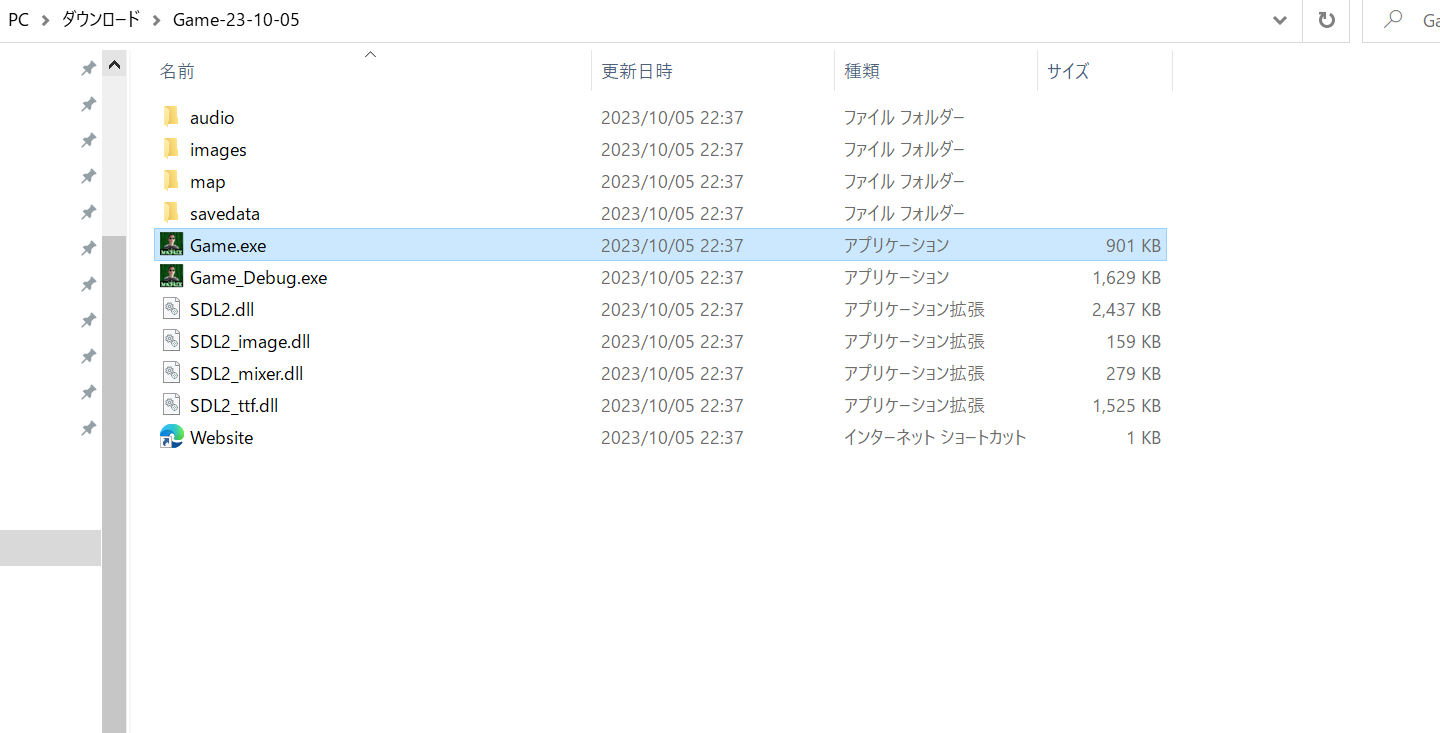 PC > ダウンロード > Game-23-10-05 Ga
名前 更新日時 種類 サイズ
audio 2023/10/05 22:37 ファイル フォルダー
images 2023/10/05 22:37 ファイル フォルダー
map 2023/10/05 22:37 ファイル フォルダー
savedata 2023/10/05 22:37 ファイル フォルダー
Game.exe 2023/10/05 22:37 アプリケーション 901 KB
Game_Debug.exe 2023/10/05 22:37 アプリケーション 1,629 KB
SDL2.dll 2023/10/05 22:37 アプリケーション拡張 2,437 KB
SDL2_image.dll 2023/10/05 22:37 アプリケーション拡張 159 KB
SDL2_mixer.dll 2023/10/05 22:37 アプリケーション拡張 279 KB
SDL2_ttf.dll 2023/10/05 22:37 アプリケーション拡張 1,525 KB
Website 2023/10/05 22:37 インターネット ショートカット 1 KB